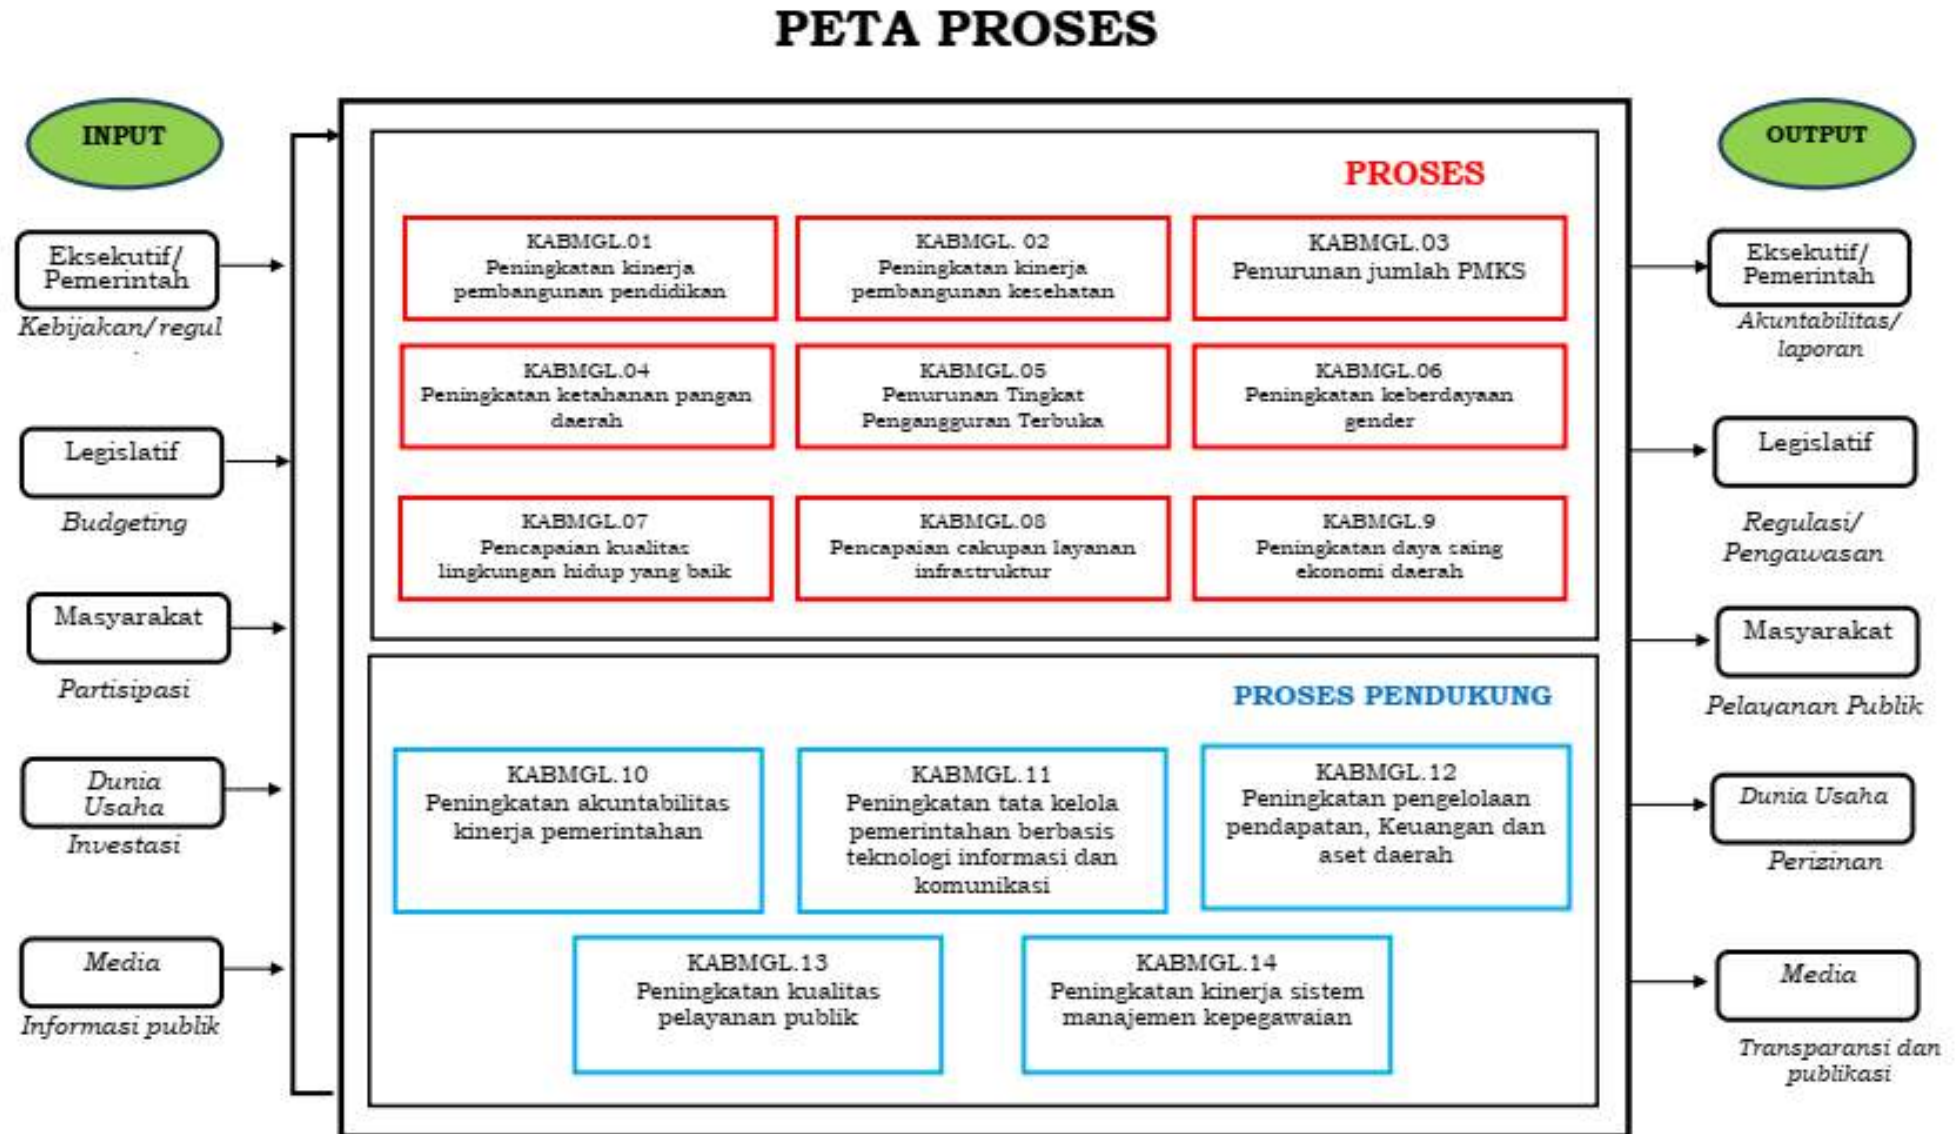 PETA PROSES
INPUT
Eksekutif/
Pemerintah
Kebijakan/regul
Legislatif
Budgeting
Masyarakat
Partisipasi
Dunia
Usaha
Investasi
Media
Informasi publik
PROSES
KABMGL.01
Peningkatan kinerja
pembangunan pendidikan
KABMGL. 02
Peningkatan kinerja
pembangunan kesehatan
KABMGL.03
Penurunan jumlah PMKS
KABMGL.04
Peningkatan ketahanan pangan
daerah
KABMGL.05
Penurunan Tingkat
Pengangguran Terbuka
KABMGL.06
Peningkatan keberdayaan
gender
KABMGL.07
Pencapaian kualitas
lingkungan hidup yang baik
KABMGL.08
Pencapaian cakupan layanan
infrastruktur
KABMGL.9
Peningkatan daya saing
ekonomi daerah
PROSES PENDUKUNG
KABMGL.10
Peningkatan akuntabilitas
kinerja pemerintahan
KABMGL.11
Peningkatan tata kelola
pemerintahan berbasis
teknologi informasi dan
komunikasi
KABMGL.12
Peningkatan pengelolaan
pendapatan, Keuangan dan
aset daerah
KABMGL.13
Peningkatan kualitas
pelayanan publik
KABMGL.14
Peningkatan kinerja sistem
manajemen kepegawaian
OUTPUT
Eksekutif/
Pemerintah
Akuntabilitas/
laporan
Legislatif
Regulasi/
Pengawasan
Masyarakat
Pelayanan Publik
Dunia Usaha
Perizinan
Media
Transparansi dan
publikasi